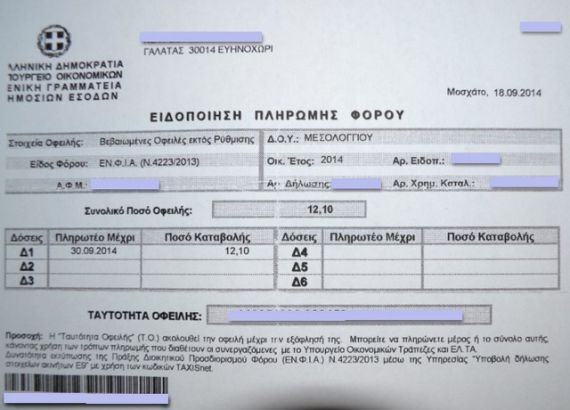 ΓΑΛΑΤΑΣ 30014 ΕΥΗΝΟΧΩΡΙ
ΛΛΗΝΙΚΗ ΔΗΜΟΚΡΑΤΙΑ
ΠΟΥΡΓΕΙΟ ΟΙΚΟΝΟΜΙΚΩΝ
ΕΝΙΚΗ ΓΡΑΜΜΑΤΕΙΑ
ΗΜΟΣΙΩΝ ΕΣΟΔΩΝ
Μοσχάτο, 18.09.2014
ΕΙΔΟΠΟΙΗΣΗ ΠΛΗΡΩΜΗΣ ΦΟΡΟΥ
Στοιχεία Οφειλής: Βεβαιωμένες Οφειλές εκτός Ρύθμισης Δ.Ο.Υ.: ΜΕΣΟΛΟΓΓΙΟΥ
Είδος Φόρου: ΕΝ.Φ.Ι.Α. (Ν.4223/2013) Οικ. Έτος: 2014 Αρ. Ειδοπ.:
Α.Φ.Μ.: Αρ. Δήλωσης: Αρ. Χρημ. Καταλ.:
Συνολικό Ποσό Οφειλής: 12,10
Δόσεις Πληρωτέο Μέχρι Ποσό Καταβολής Δόσεις Πληρωτέο Μέχρι Ποσό Καταβολής
Δ1 30.09.2014 12,10 Δ4
Δ2 Δ5
Δ3 Δ6
ΤΑΥΤΟΤΗΤΑ ΟΦΕΙΛΗΣ:
Προσοχή: Η "Ταυτότητα Οφειλής" (Τ.Ο.) ακολουθεί την οφειλή μέχρι την εξόφλησή της. Μπορείτε να πληρώνετε μέρος ή το σύνολο αυτής,
κάνοντας χρήση των τρόπων πληρωμής που διαθέτουν οι συνεργαζόμενες με το Υπουργείο Οικονομικών Τράπεζες και ΕΛ.ΤΑ.
Δυνατότητα εκτύπωσης της Πράξης Διοικητικού Προσδιορισμού Φόρου (ΕΝ.Φ.Ι.Α.) Ν.4223/2013 μέσω της Υπηρεσίας "Υποβολή δήλωσης
στοιχείων ακινήτων Ε9" με χρήση των κωδικών TAXISnet.